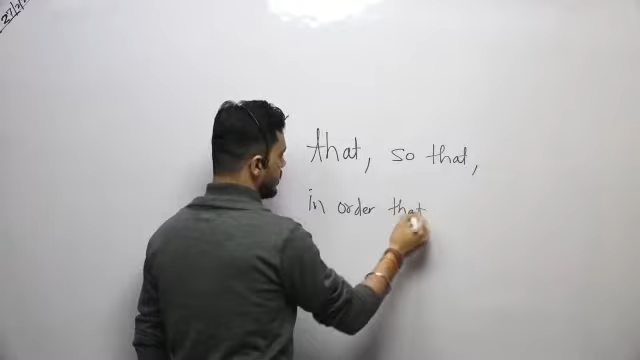 that, so that,
in order that